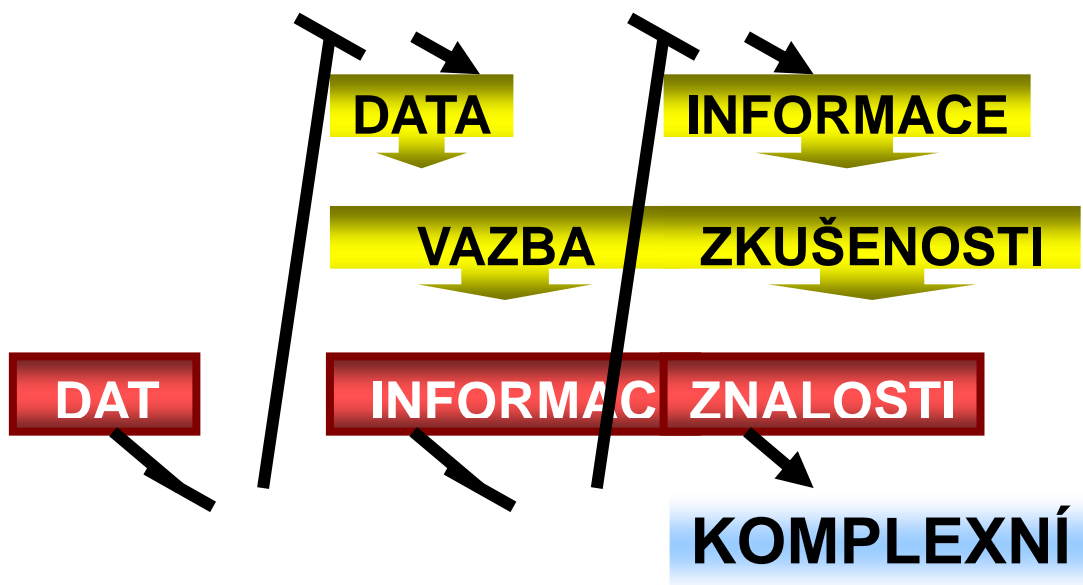 DATA INFORMACE
VAZBA ZKUŠENOSTI
DAT INFORMAC ZNALOSTI
KOMPLEXNÍ